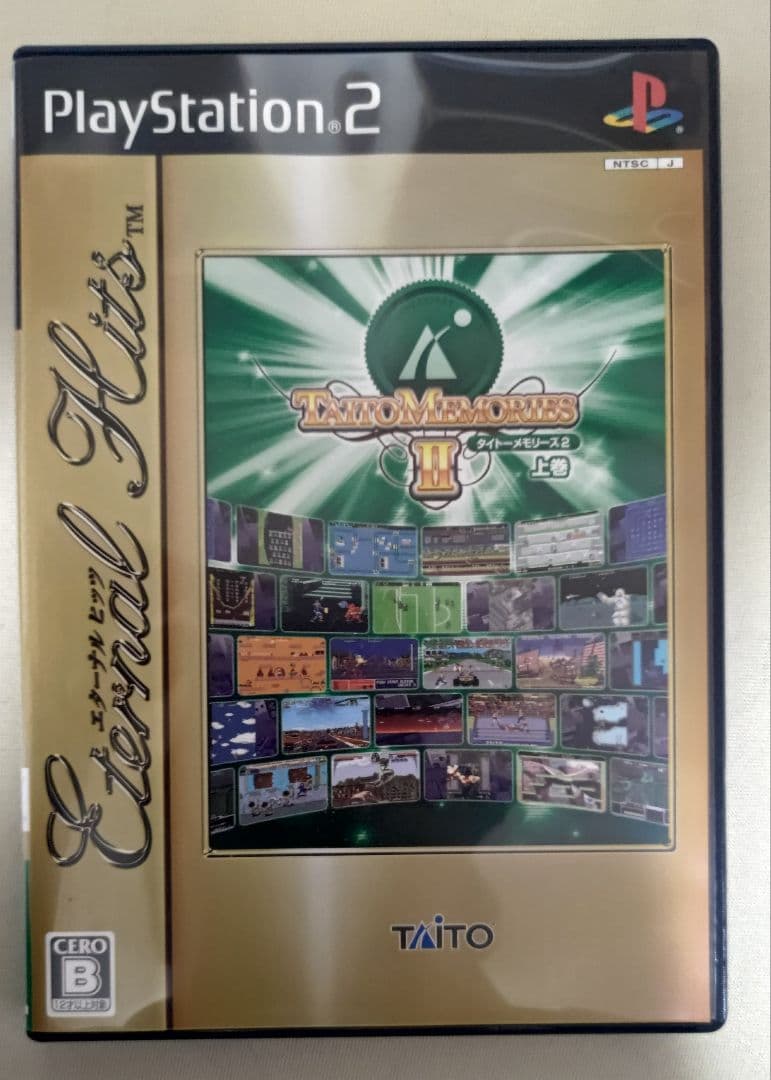 PlayStation®2
NTSC J
Eternal Hits™
エターナル ヒッツ
TAITO MEMORIES
II
タイトーメモリーズ2
上巻
TAITO
CERO
B
12才以上対象